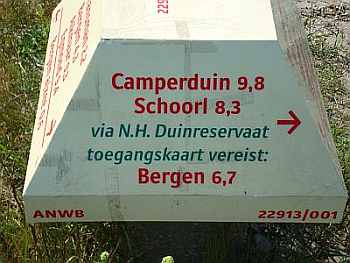 Camperduin 9,8
Schoorl 8,3
via N.H. Duinreservaat
toegangskaart vereist:
Bergen 6,7
ANWB 22913/001